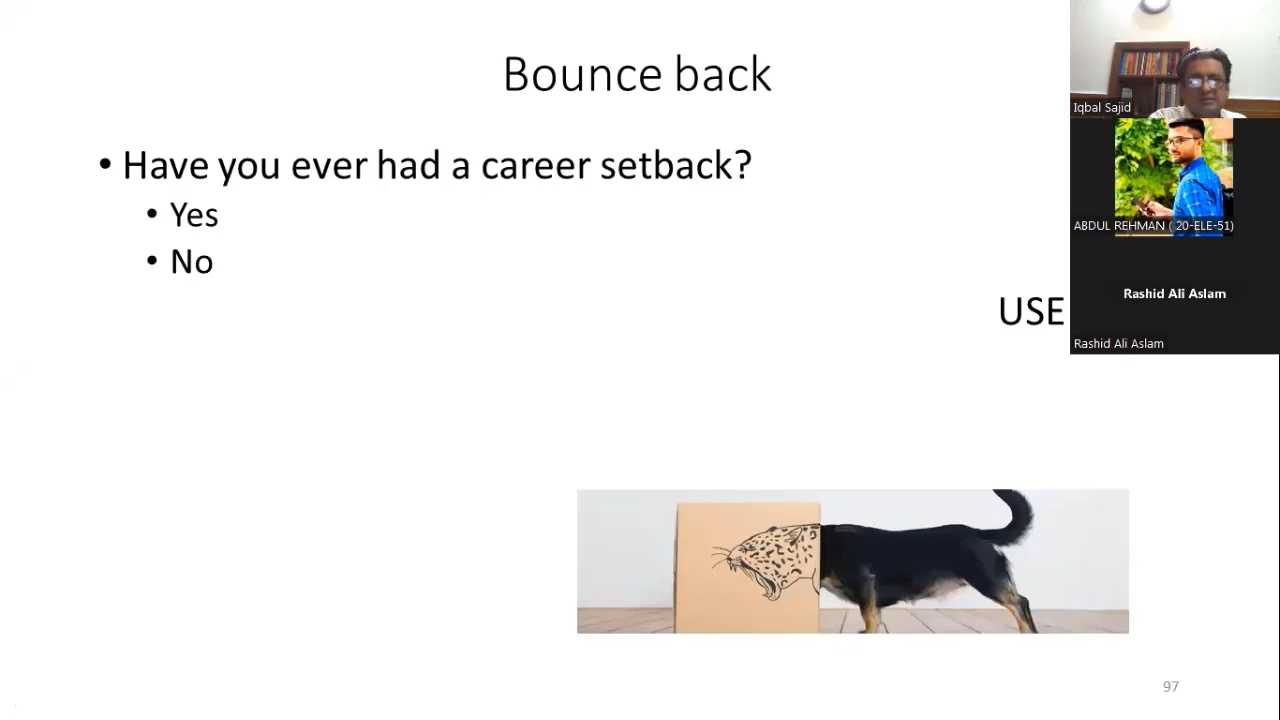 Bounce back
• Have you ever had a career setback?
• Yes
• No
USE
Iqbal Sajid
ABDUL REHMAN ( 20-ELE-51)
Rashid Ali Aslam
Rashid Ali Aslam
97